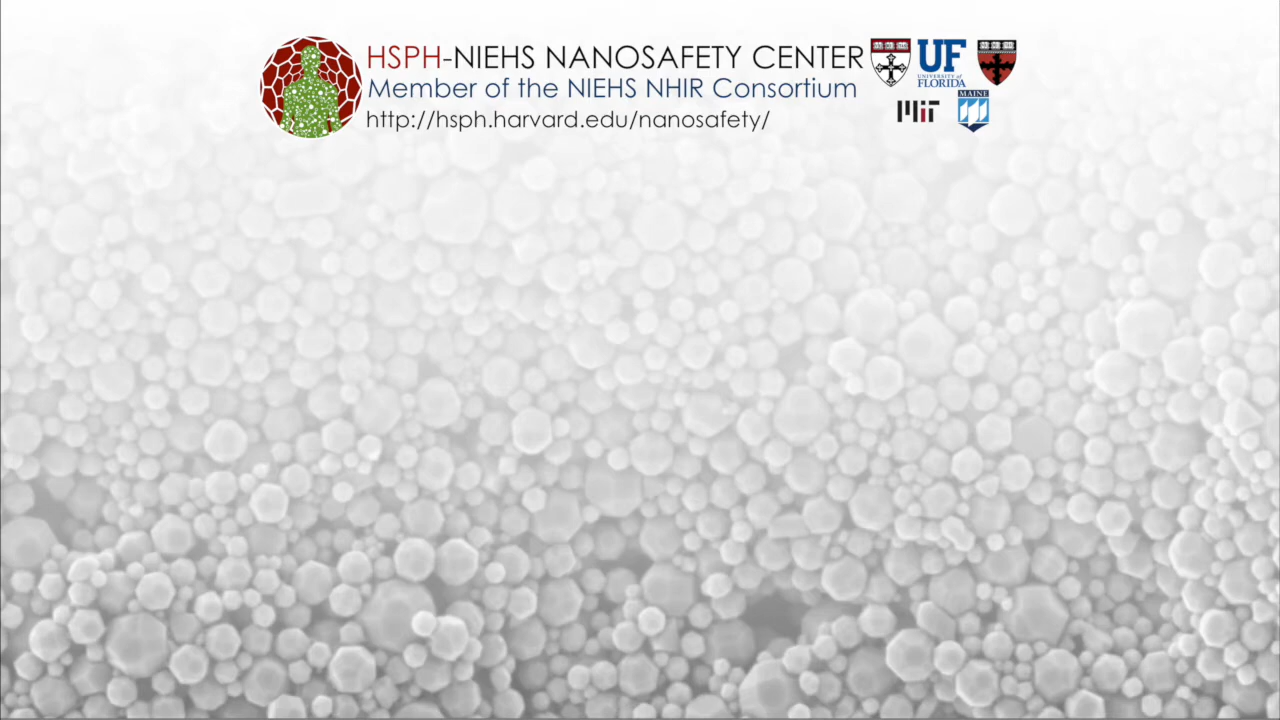 HSPH-NIEHS NANOSAFETY CENTER
Member of the NIEHS NHIR Consortium
http://hsph.harvard.edu/nanosafety/
UF
UNIVERSITY of
FLORIDA
MIT
MAINE